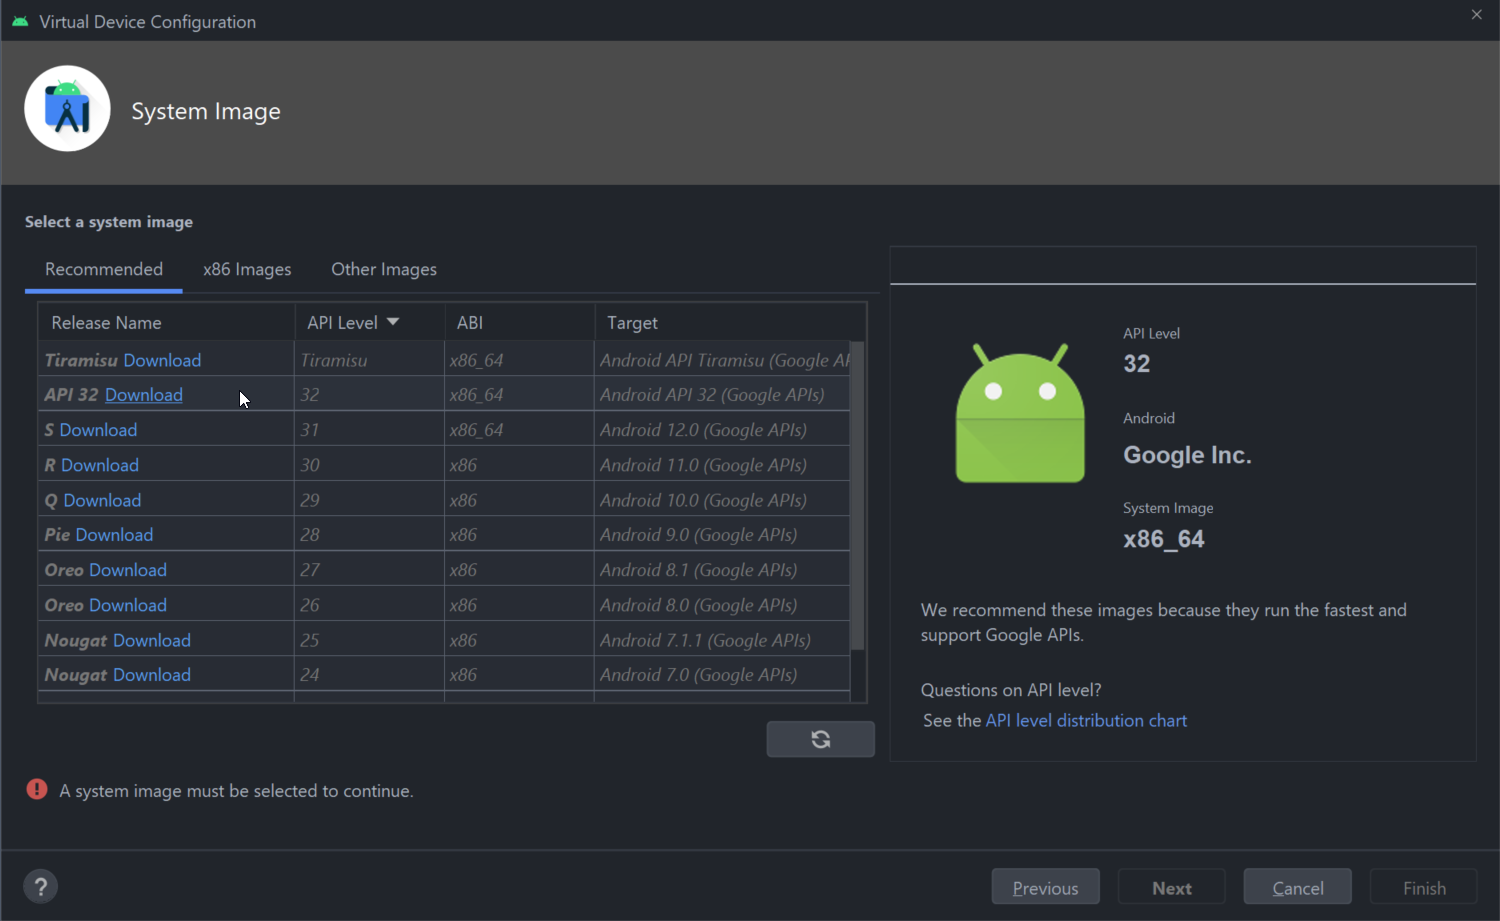 Virtual Device Configuration
System Image
Select a system image
Recommended x86 Images Other Images
Release Name API Level ABI Target
Tiramisu Download Tiramisu x86_64 Android API Tiramisu (Google AP
API 32 Download 32 x86_64 Android API 32 (Google APIs)
S Download 31 x86_64 Android 12.0 (Google APIs)
R Download 30 x86 Android 11.0 (Google APIs)
Q Download 29 x86 Android 10.0 (Google APIs)
Pie Download 28 x86 Android 9.0 (Google APIs)
Oreo Download 27 x86 Android 8.1 (Google APIs)
Oreo Download 26 x86 Android 8.0 (Google APIs)
Nougat Download 25 x86 Android 7.1.1 (Google APIs)
Nougat Download 24 x86 Android 7.0 (Google APIs)
API Level
32
Android
Google Inc.
System Image
x86_64
We recommend these images because they run the fastest and
support Google APIs.
Questions on API level?
See the API level distribution chart
A system image must be selected to continue.
? Previous Next Cancel Finish